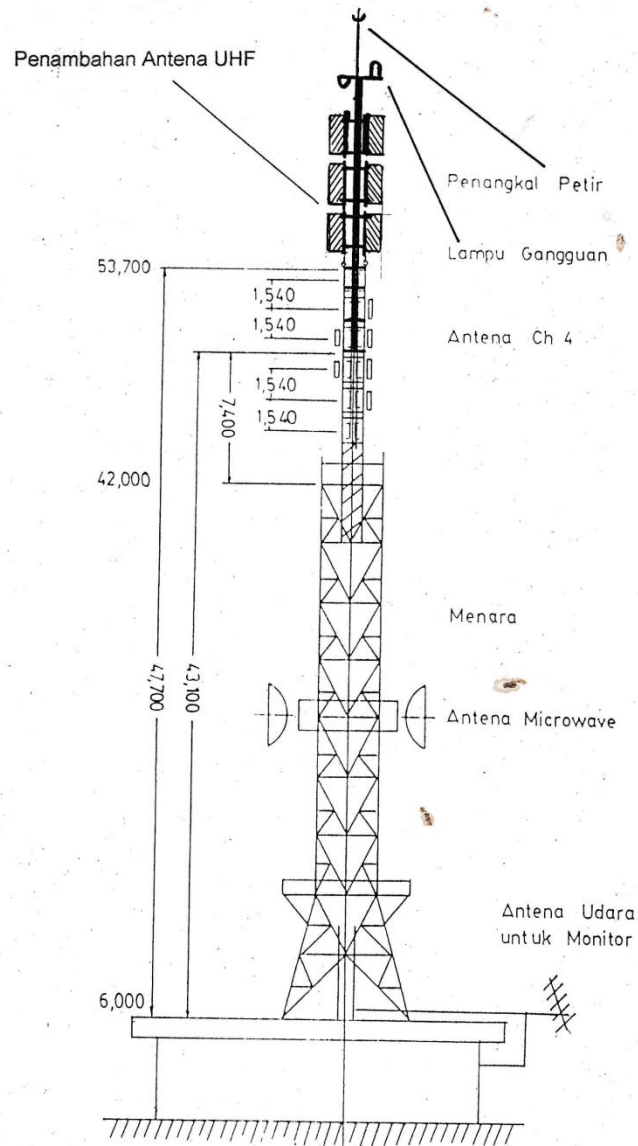 Penambahan Antena UHF
Penangkal Petir
Lampu Gangguan
53,700
1,540
1,540
Antena Ch 4
1,540
1,540
7,400
42,000
Menara
47,700
43,100
Antena Microwave
Antena Udara
untuk Monitor
6,000